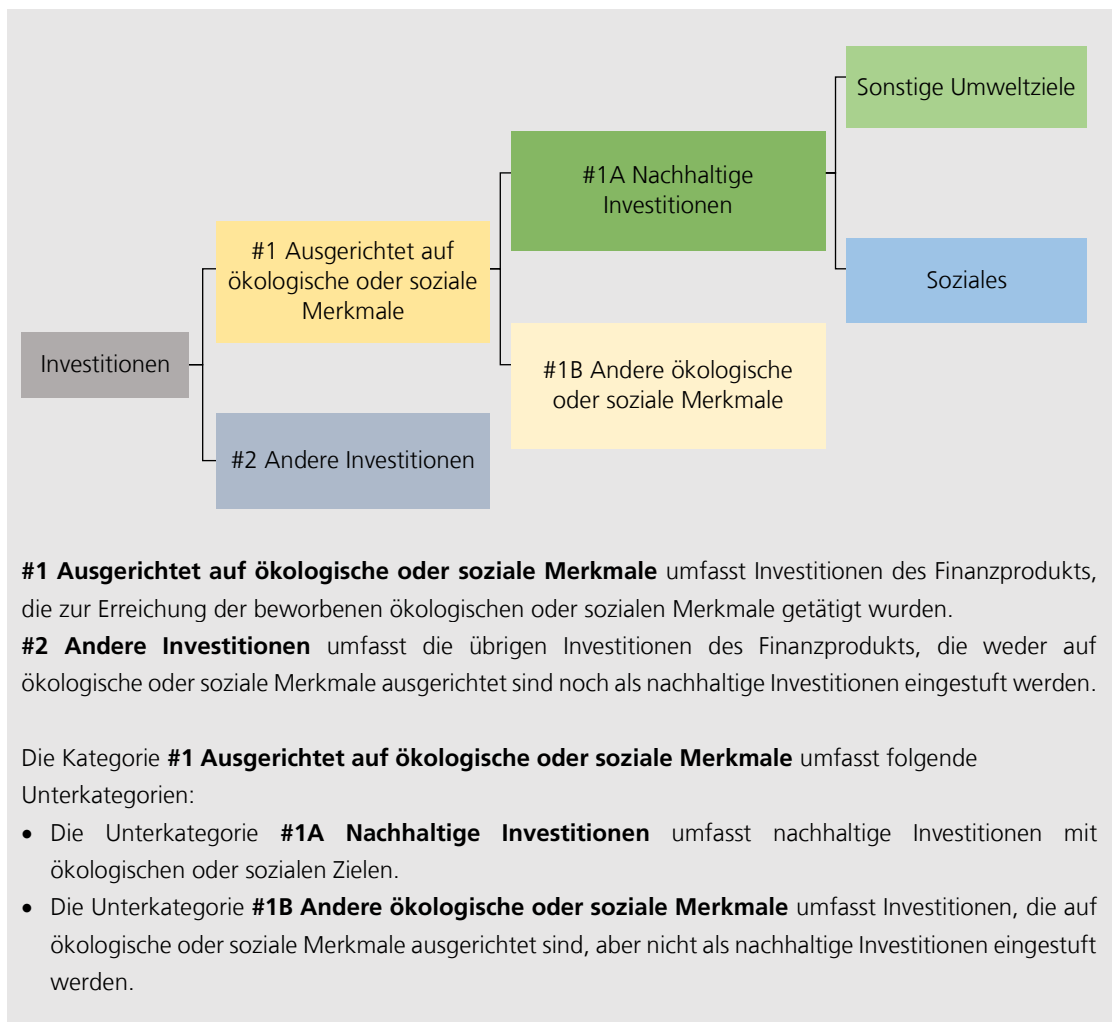 Sonstige Umweltziele
#1A Nachhaltige
Investitionen
#1 Ausgerichtet auf
ökologische oder soziale
Merkmale
Soziales
Investitionen
#1B Andere ökologische
oder soziale Merkmale
#2 Andere Investitionen
#1 Ausgerichtet auf ökologische oder soziale Merkmale umfasst Investitionen des Finanzprodukts,
die zur Erreichung der beworbenen ökologischen oder sozialen Merkmale getätigt wurden.
#2 Andere Investitionen umfasst die übrigen Investitionen des Finanzprodukts, die weder auf
ökologische oder soziale Merkmale ausgerichtet sind noch als nachhaltige Investitionen eingestuft werden.
Die Kategorie #1 Ausgerichtet auf ökologische oder soziale Merkmale umfasst folgende
Unterkategorien:
• Die Unterkategorie #1A Nachhaltige Investitionen umfasst nachhaltige Investitionen mit
ökologischen oder sozialen Zielen.
• Die Unterkategorie #1B Andere ökologische oder soziale Merkmale umfasst Investitionen, die auf
ökologische oder soziale Merkmale ausgerichtet sind, aber nicht als nachhaltige Investitionen eingestuft
werden.